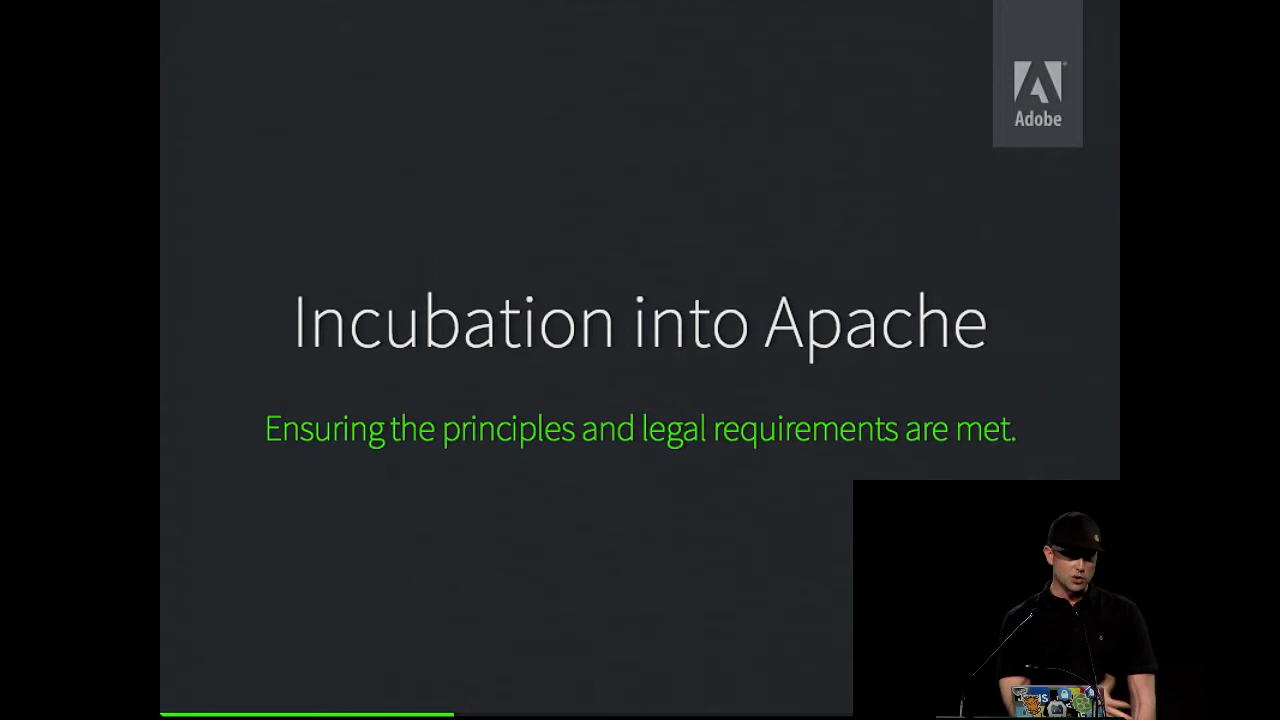 Adobe
Incubation into Apache
Ensuring the principles and legal requirements are met.